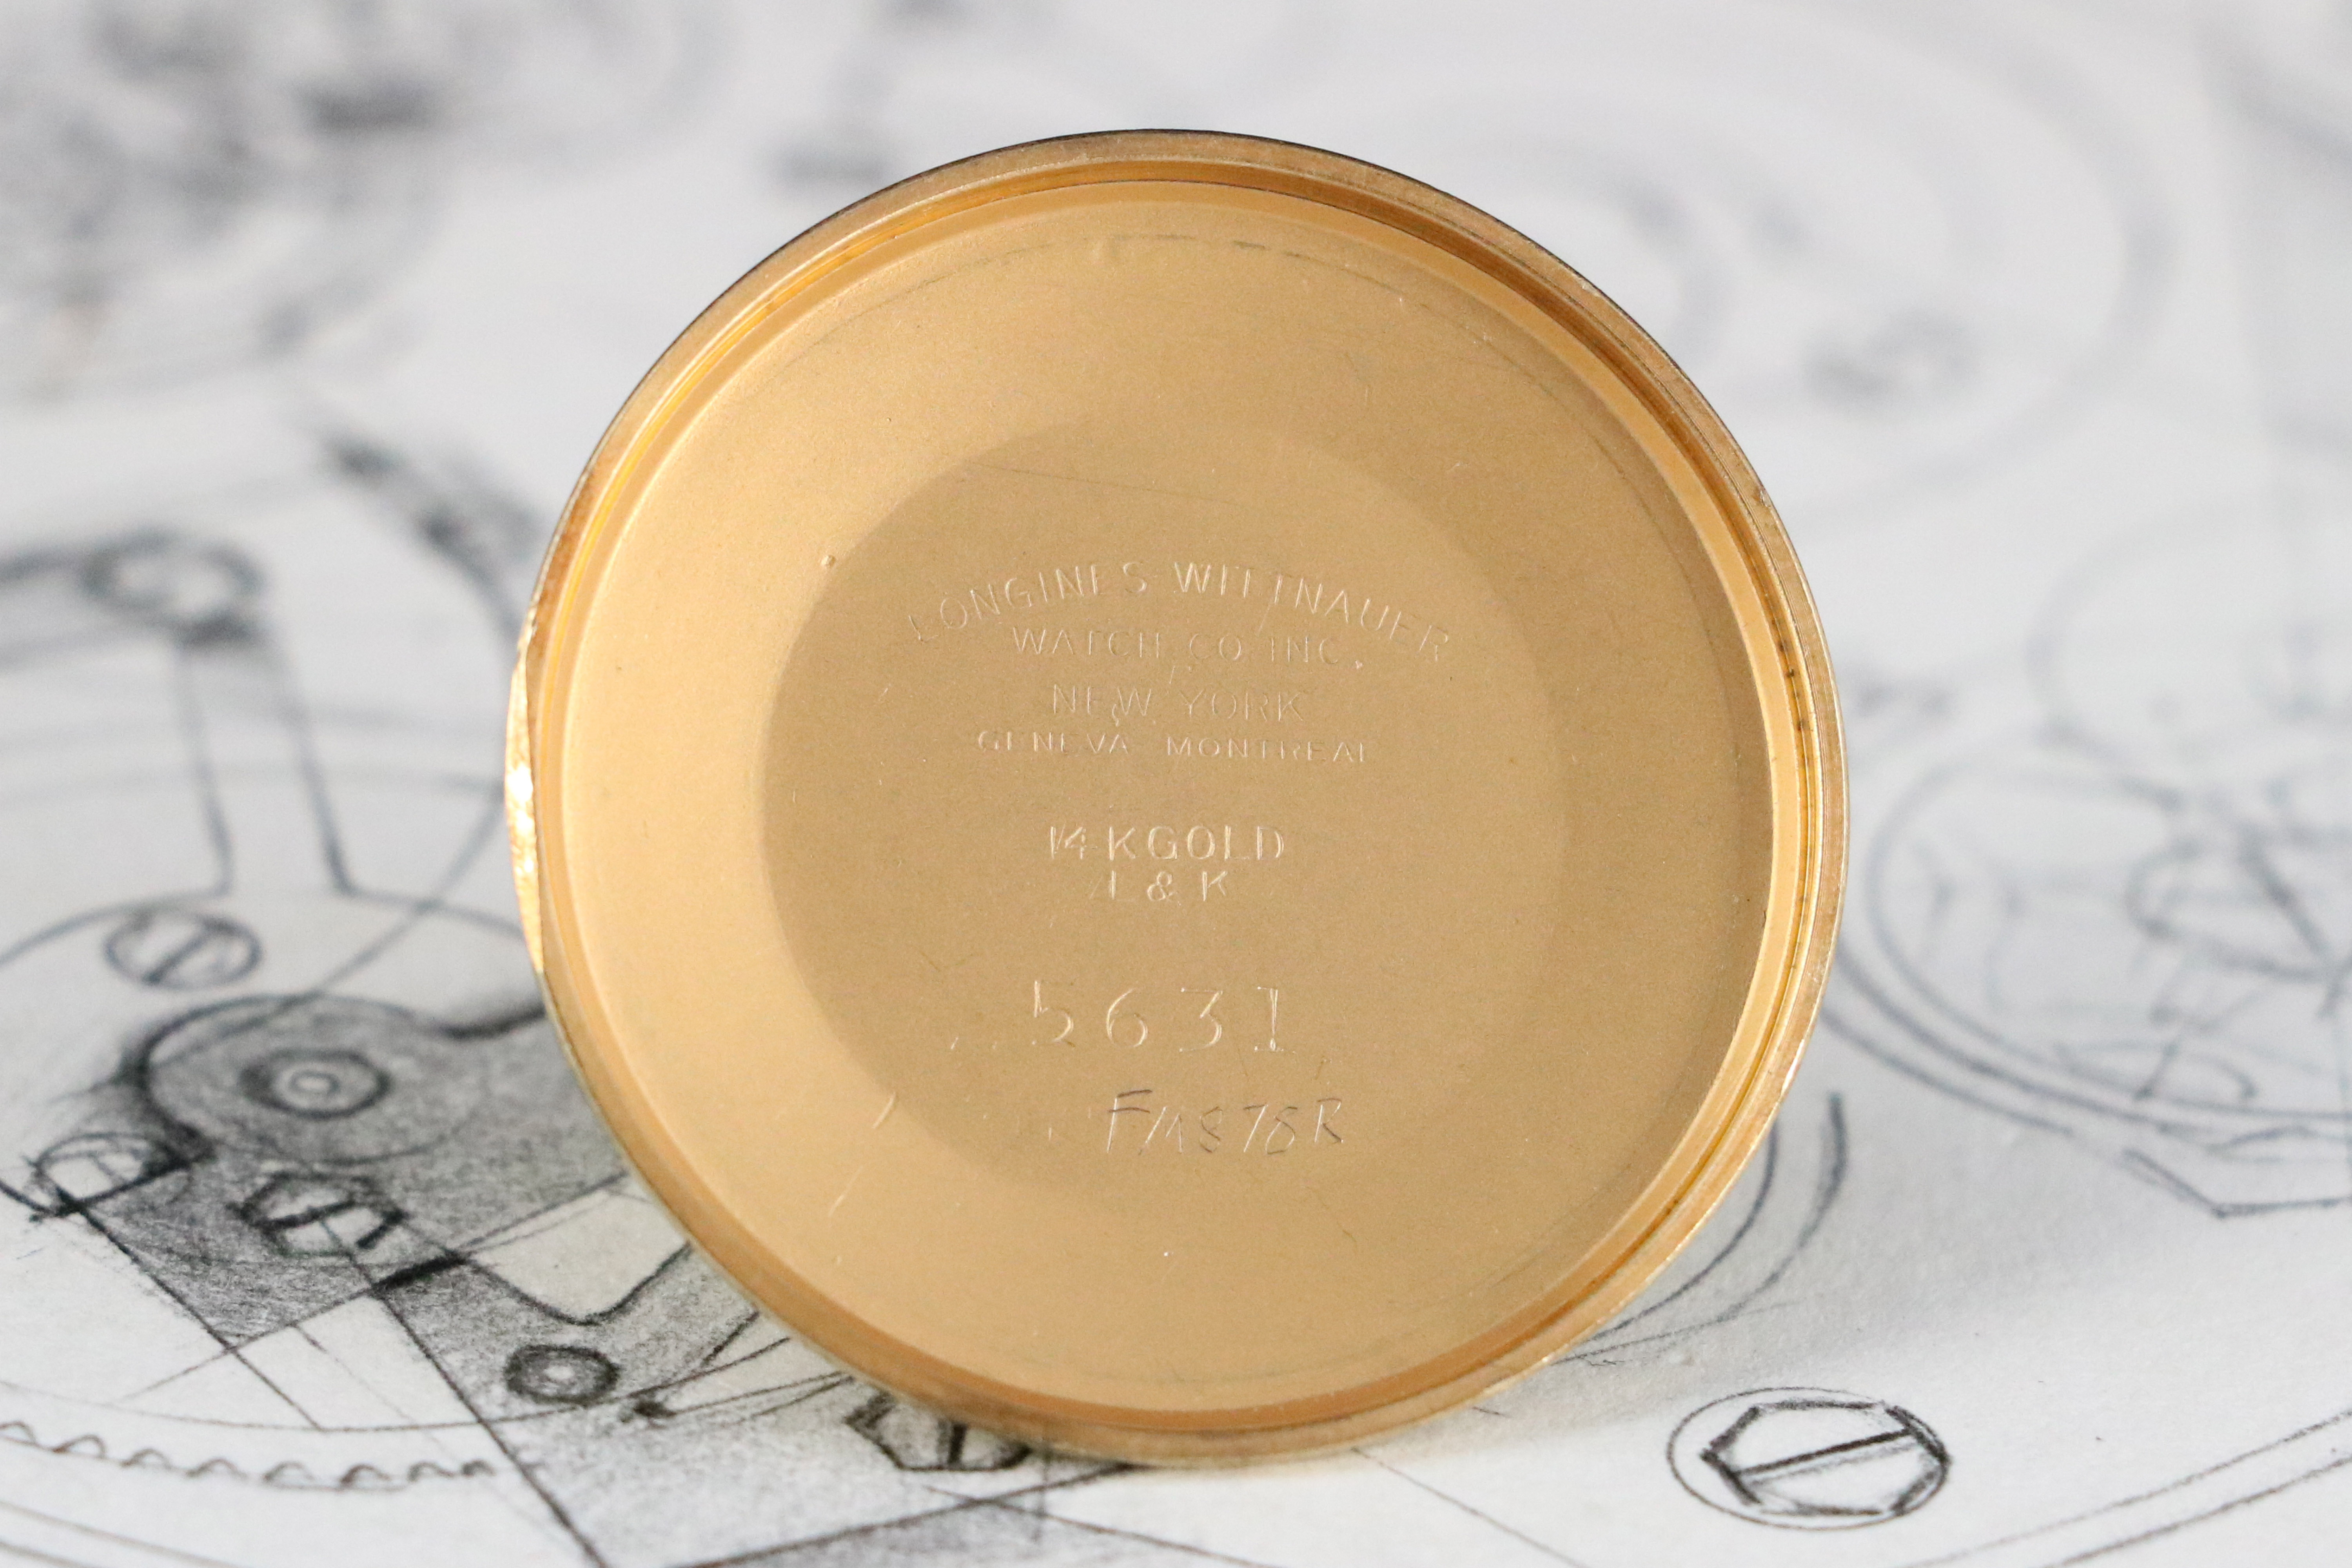 LONGINES WITTNAUER
WATCH CO. INC.
NEW YORK
GENEVA MONTREAL
14 K GOLD
L & K
5631